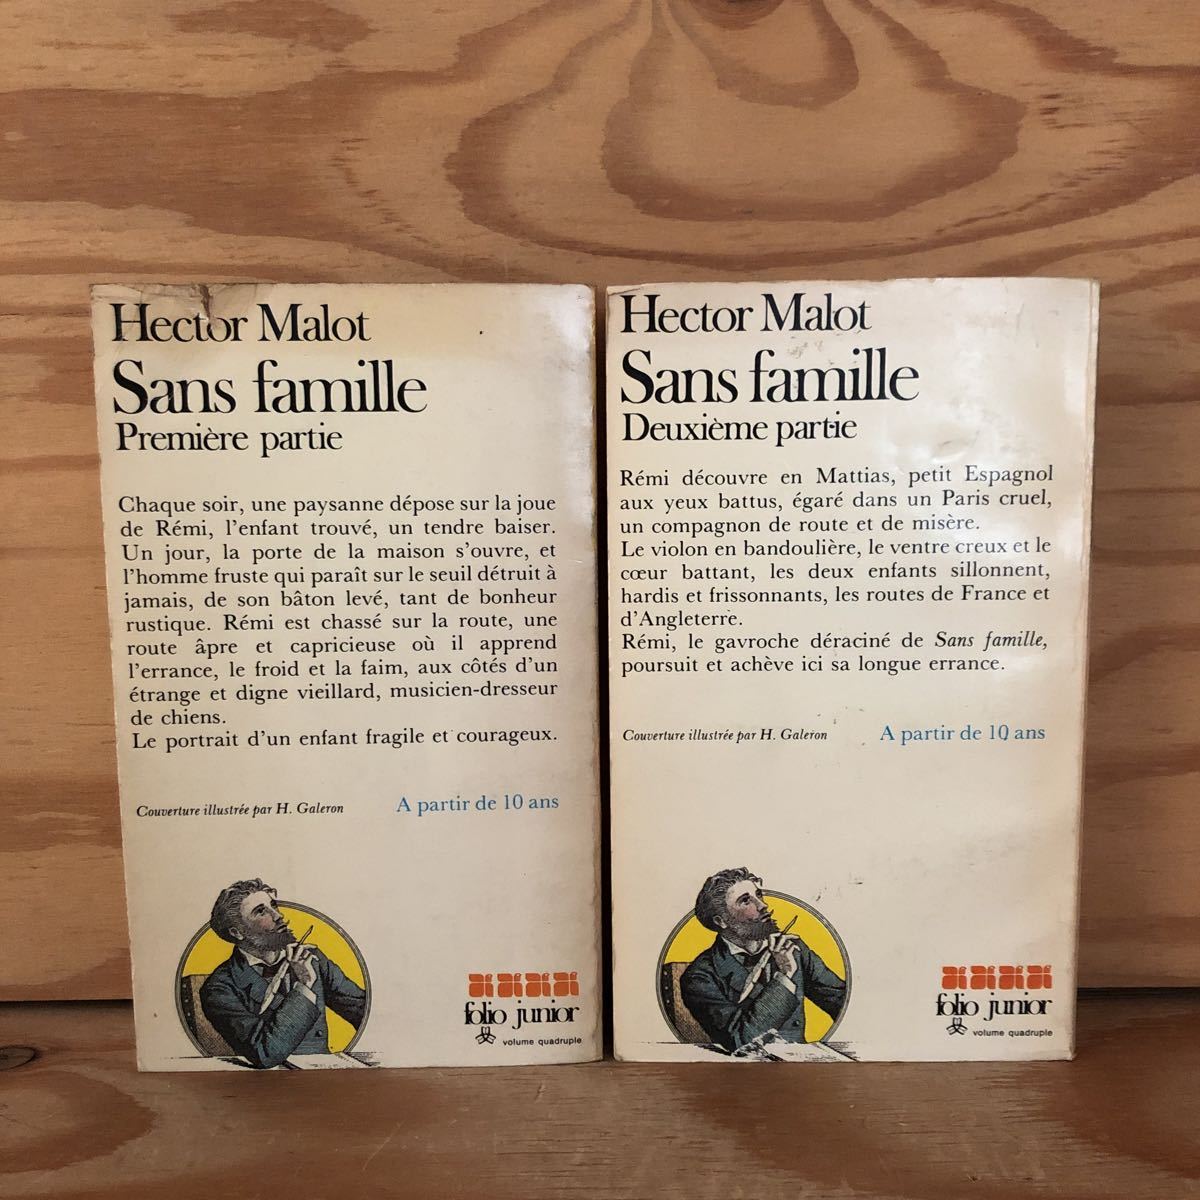 Hector Malot
Sans famille
Première partie
Chaque soir, une paysanne dépose sur la joue
de Rémi, l'enfant trouvé, un tendre baiser.
Un jour, la porte de la maison s'ouvre, et
l'homme fruste qui paraît sur le seuil détruit à
jamais, de son bâton levé, tant de bonheur
rustique. Rémi est chassé sur la route, une
route âpre et capricieuse où il apprend
l'errance, le froid et la faim, aux côtés d'un
étrange et digne vieillard, musicien-dresseur
de chiens.
Le portrait d'un enfant fragile et courageux.
Couverture illustrée par H. Galeron
A partir de 10 ans
folio junior
volume quadruple
Hector Malot
Sans famille
Deuxième partie
Rémi découvre en Mattias, petit Espagnol
aux yeux battus, égaré dans un Paris cruel,
un compagnon de route et de misère.
Le violon en bandoulière, le ventre creux et le
cœur battant, les deux enfants sillonnent,
hardis et frissonnants, les routes de France et
d'Angleterre.
Rémi, le gavroche déraciné de Sans famille,
poursuit et achève ici sa longue errance.
Couverture illustrée par H. Galeron
A partir de 10 ans
folio junior
volume quadruple